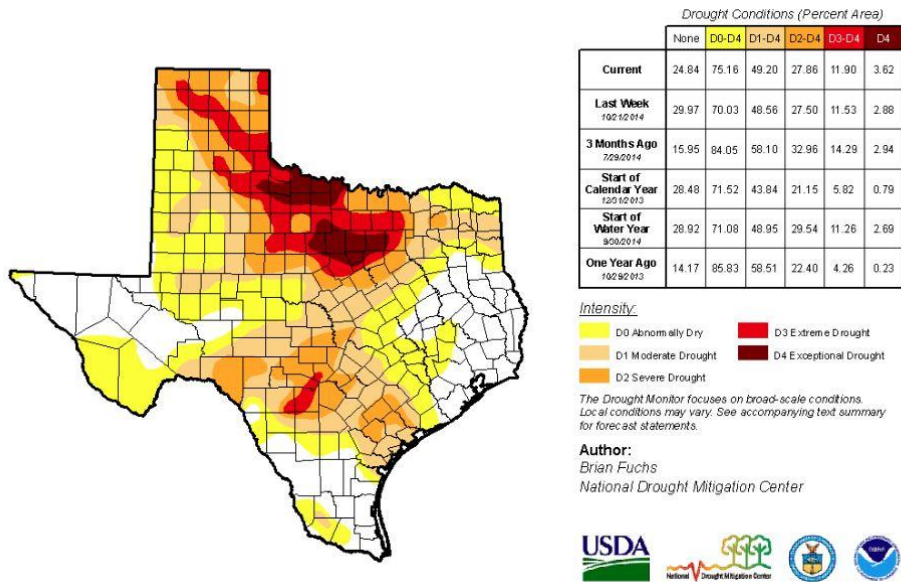 Drought Conditions (Percent Area)
None D0-D4 D1-D4 D2-D4 D3-D4 D4
Current 24.84 75.16 49.20 27.86 11.90 3.62
Last Week 29.97 70.03 48.56 27.50 11.53 2.88
10/21/2014
3 Months Ago 15.95 84.05 58.10 32.96 14.29 2.94
7/29/2014
Start of
Calendar Year 28.48 71.52 43.84 21.15 5.82 0.79
12/31/2013
Start of
Water Year 28.92 71.08 48.95 29.54 11.26 2.69
9/30/2014
One Year Ago 14.17 85.83 58.51 22.40 4.26 0.23
10/29/2013
Intensity:
D0 Abnormally Dry D3 Extreme Drought
D1 Moderate Drought D4 Exceptional Drought
D2 Severe Drought
The Drought Monitor focuses on broad-scale conditions.
Local conditions may vary. See accompanying text summary
for forecast statements.
Author:
Brian Fuchs
National Drought Mitigation Center
USDA
National Drought Mitigation Center